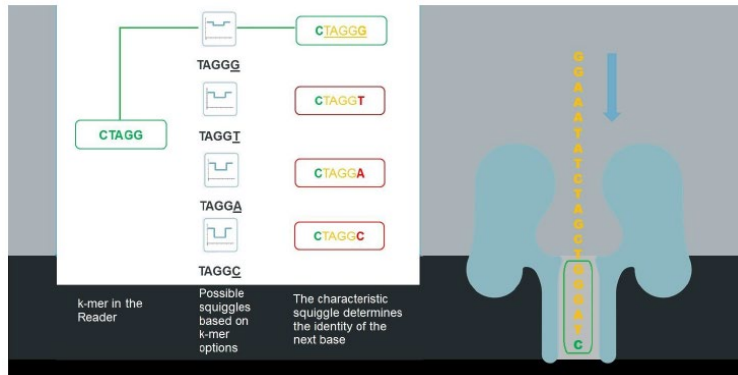 CTAGGG
TAGGG
CTAGGT
CTAGG
TAGGT
CTAGGA
TAGGA
CTAGGC
TAGGC
k-mer in the
Reader
Possible
squiggles
based on
k-mer
options
The characteristic
squiggle determines
the identity of the
next base
GGAAATATCTAGCTGGGATC